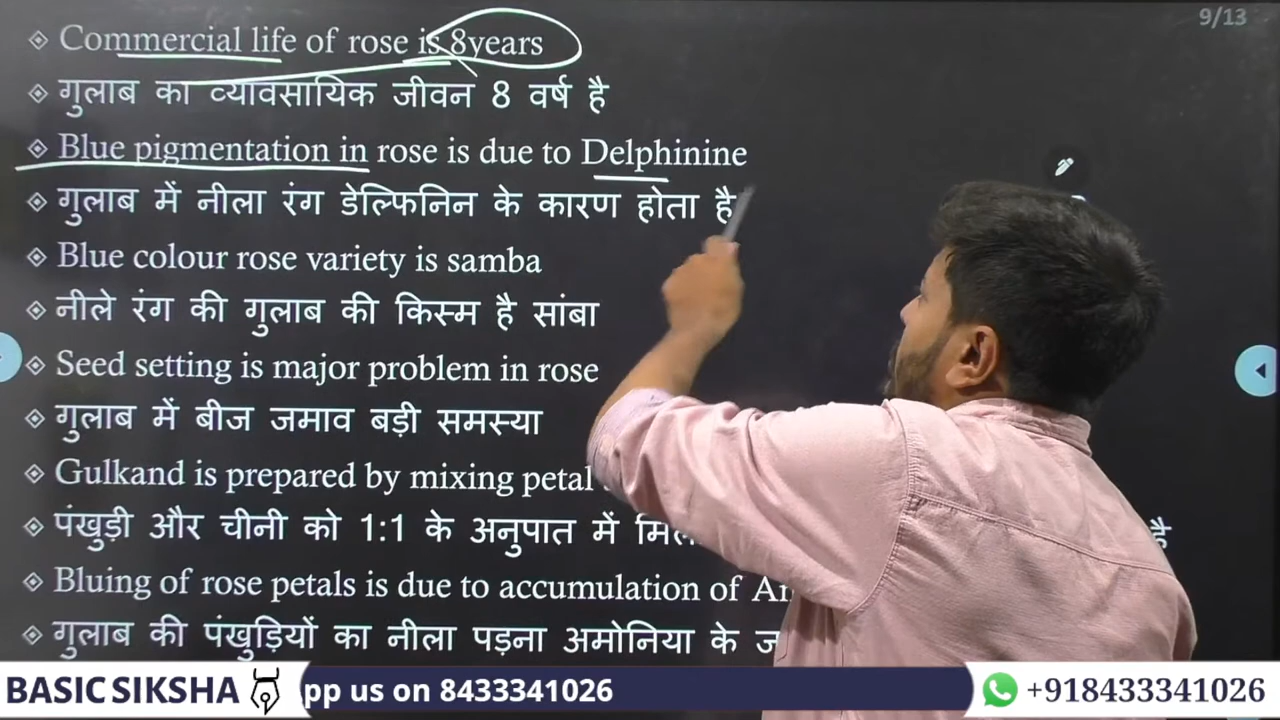 9/13
Commercial life of rose is 8years
गुलाब का व्यावसायिक जीवन 8 वर्ष है
Blue pigmentation in rose is due to Delphinine
गुलाब में नीला रंग डेल्फिनिन के कारण होता है
Blue colour rose variety is samba
नीले रंग की गुलाब की किस्म है सांबा
Seed setting is major problem in rose
गुलाब में बीज जमाव बड़ी समस्या
Gulkand is prepared by mixing petal
पंखुड़ी और चीनी को 1:1 के अनुपात में है
Bluing of rose petals is due to accumulation of
गुलाब की पंखुड़ियों का नीला पड़ना अमोनिया के
BASIC SIKSHA pp us on 8433341026 +918433341026